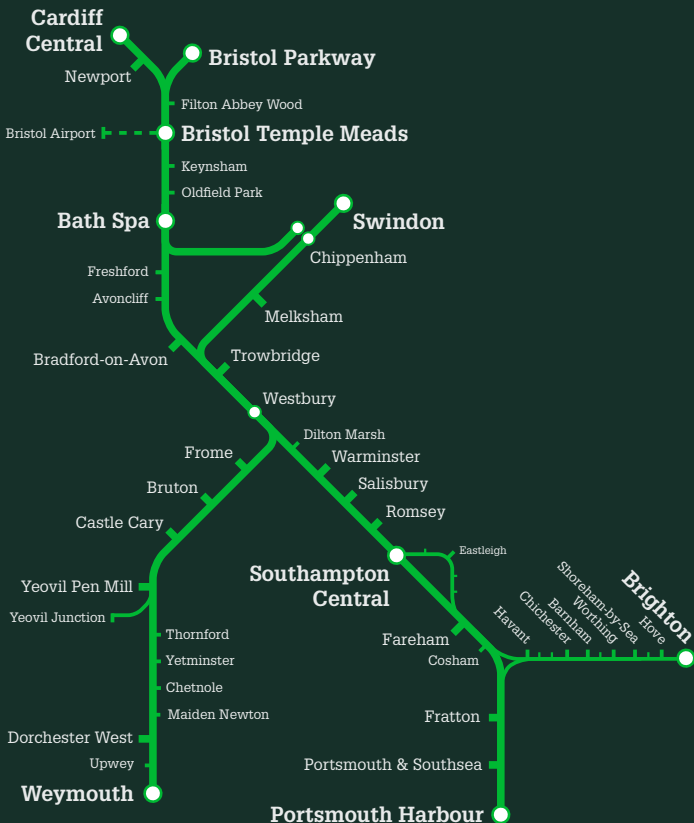 Cardiff
Central
Newport
Bristol Parkway
Filton Abbey Wood
Bristol Airport
Bristol Temple Meads
Keynsham
Oldfield Park
Bath Spa
Swindon
Chippenham
Freshford
Avoncliff
Melksham
Bradford-on-Avon
Trowbridge
Westbury
Dilton Marsh
Frome
Warminster
Bruton
Salisbury
Castle Cary
Romsey
Southampton
Central
Eastleigh
Yeovil Pen Mill
Yeovil Junction
Thornford
Yetminster
Chetnole
Maiden Newton
Dorchester West
Upwey
Weymouth
Fareham
Cosham
Havant
Chichester
Barnham
Worthing
Shoreham-by-Sea
Hove
Brighton
Fratton
Portsmouth & Southsea
Portsmouth Harbour